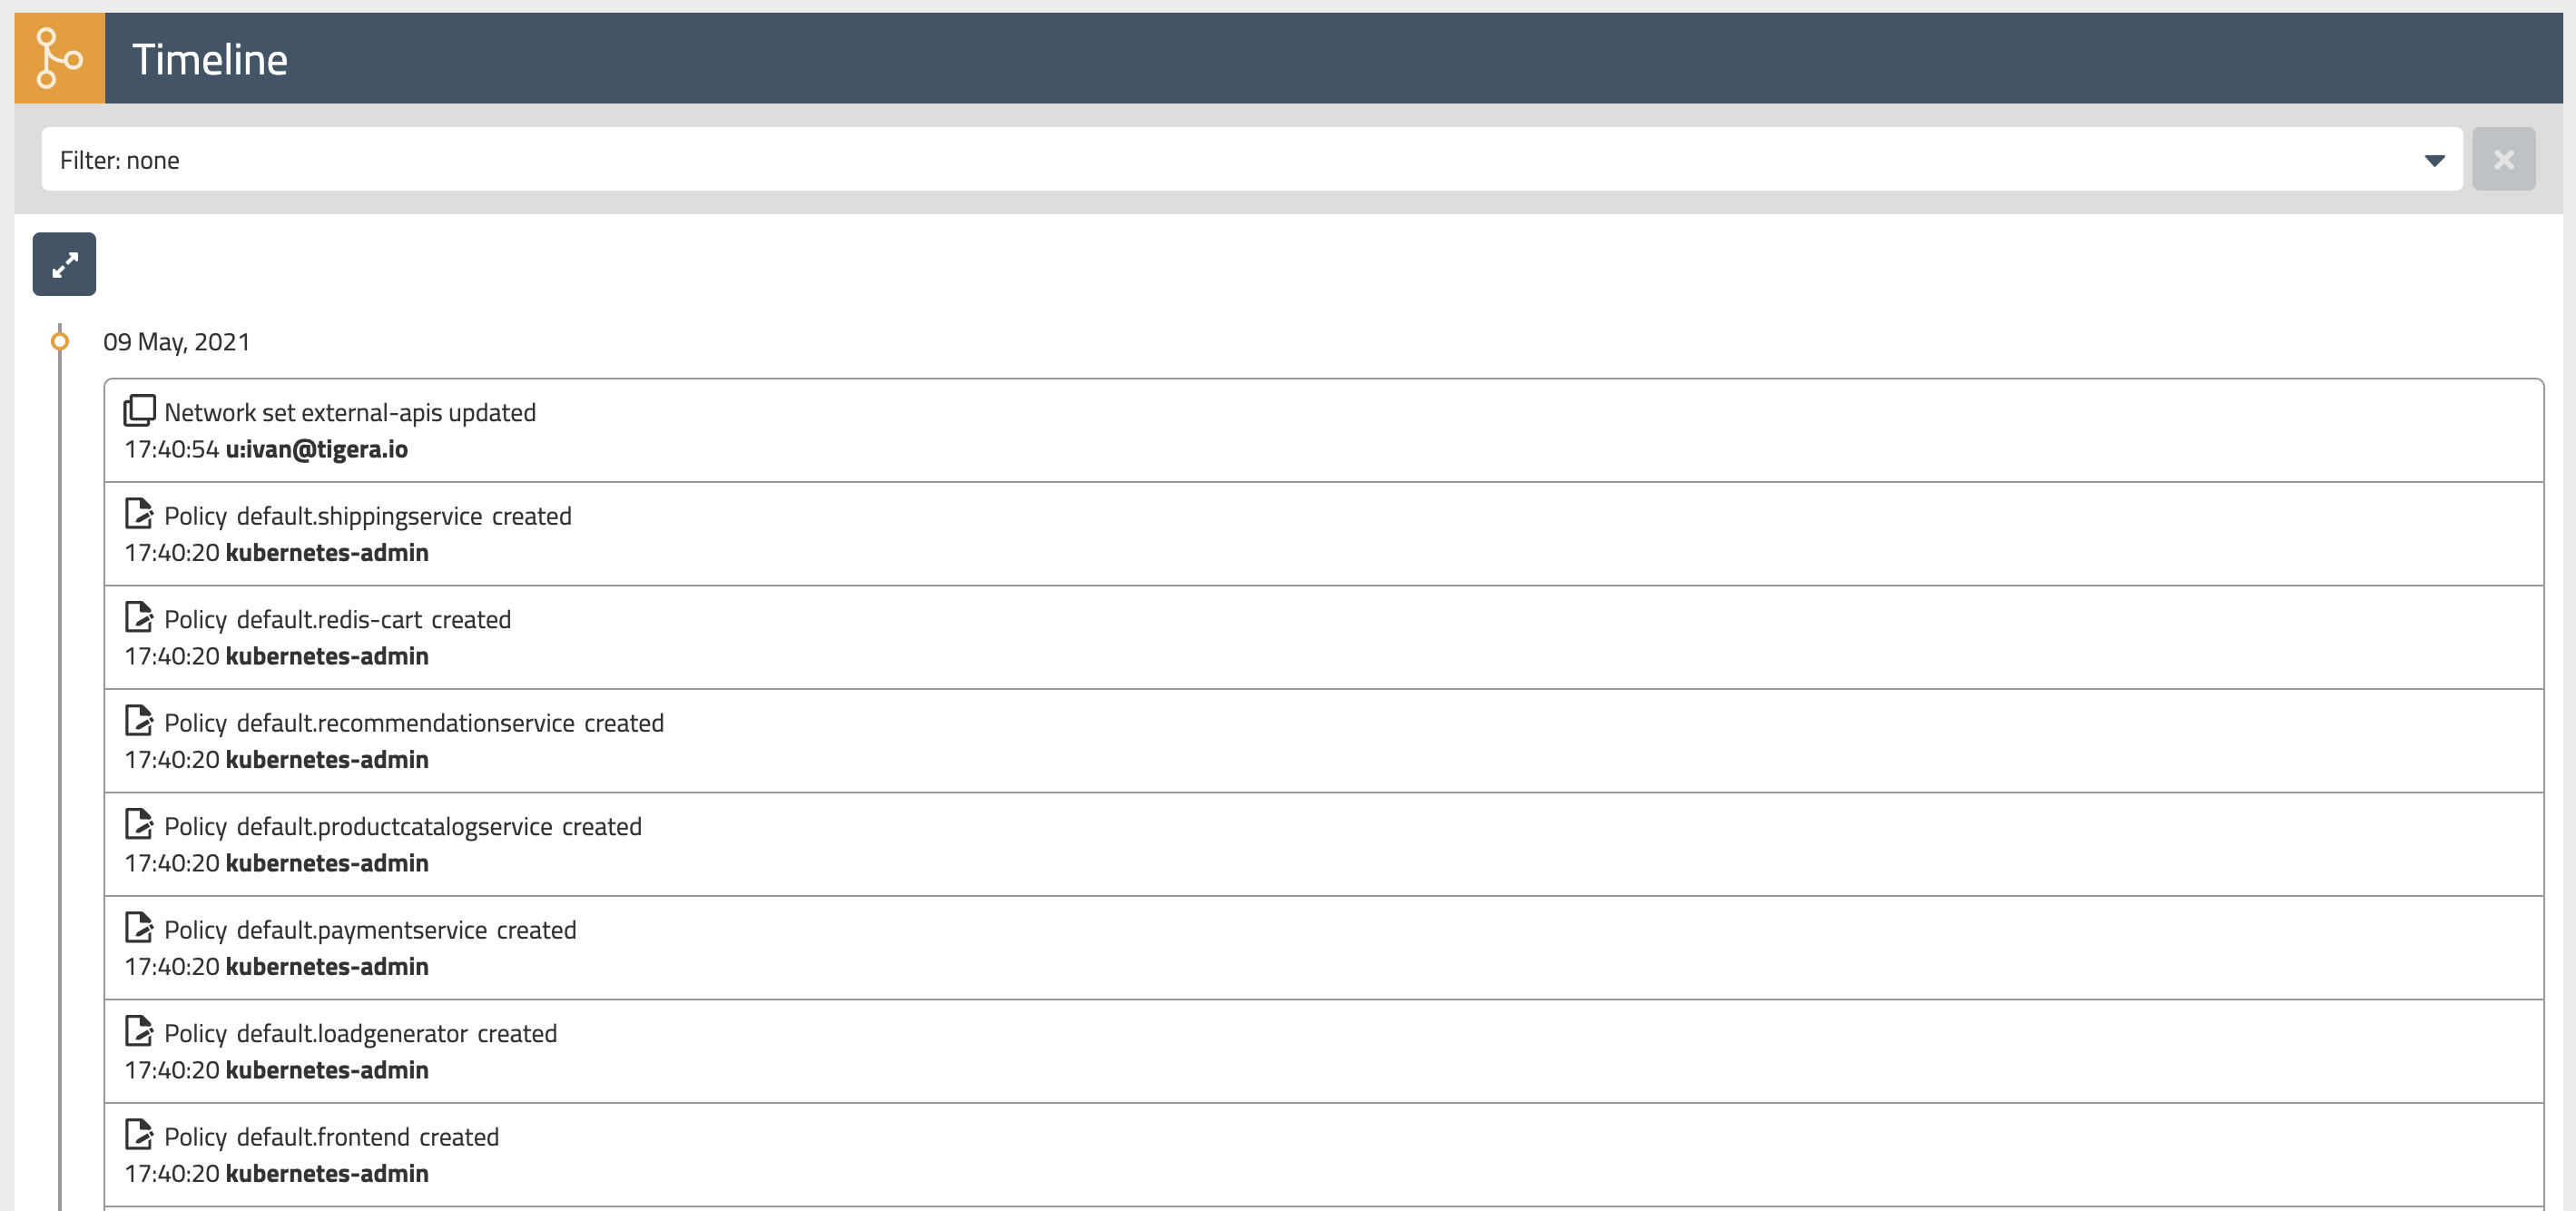 Timeline
Filter: none
09 May, 2021
Network set external-apis updated
17:40:54 u:ivan@tigera.io
Policy default.shippingservice created
17:40:20 kubernetes-admin
Policy default.redis-cart created
17:40:20 kubernetes-admin
Policy default.recommendationservice created
17:40:20 kubernetes-admin
Policy default.productcatalogservice created
17:40:20 kubernetes-admin
Policy default.paymentservice created
17:40:20 kubernetes-admin
Policy default.loadgenerator created
17:40:20 kubernetes-admin
Policy default.frontend created
17:40:20 kubernetes-admin